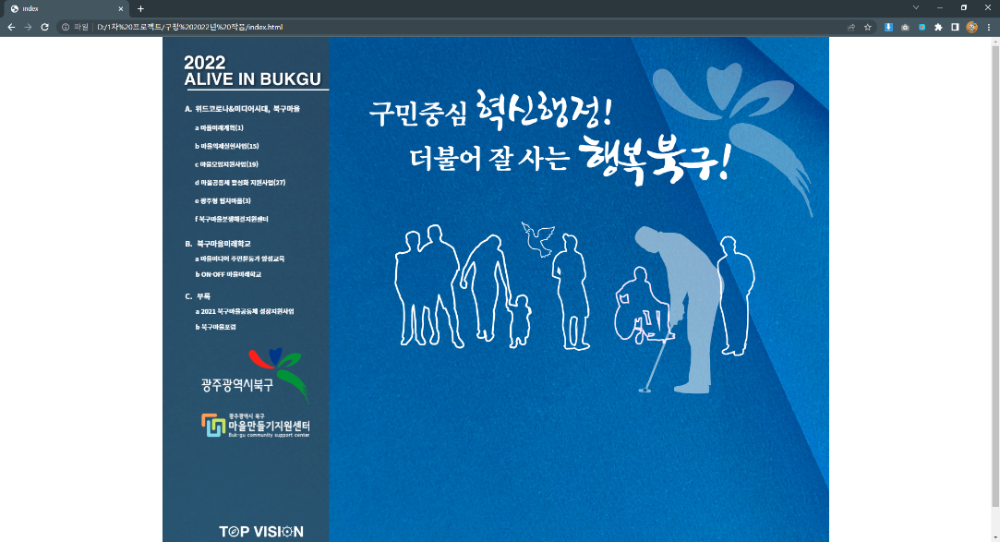 index
파일
D:/1차%20프로젝트/구청%202022년%20작품/index.html
2022
ALIVE IN BUKGU
A. 위드코로나&미디어시대, 북구마을
a 마을미래계획(1)
b 마을의제실현사업(15)
c 마을모임지원사업(19)
d 마을공동체 활성화 지원사업(27)
e 광주형 협치마을(3)
f 북구마을분쟁해결지원센터
B. 북구마을미래학교
a 마을미디어 주민활동가 양성교육
b ON·OFF 마을미래학교
C. 부록
a 2021 북구마을공동체 성장지원사업
b 북구마을포럼
광주광역시북구
광주광역시 북구
마을만들기지원센터
Buk-gu community support center
TOP VISION
구민중심 혁신행정!
더불어 잘 사는 행복북구!